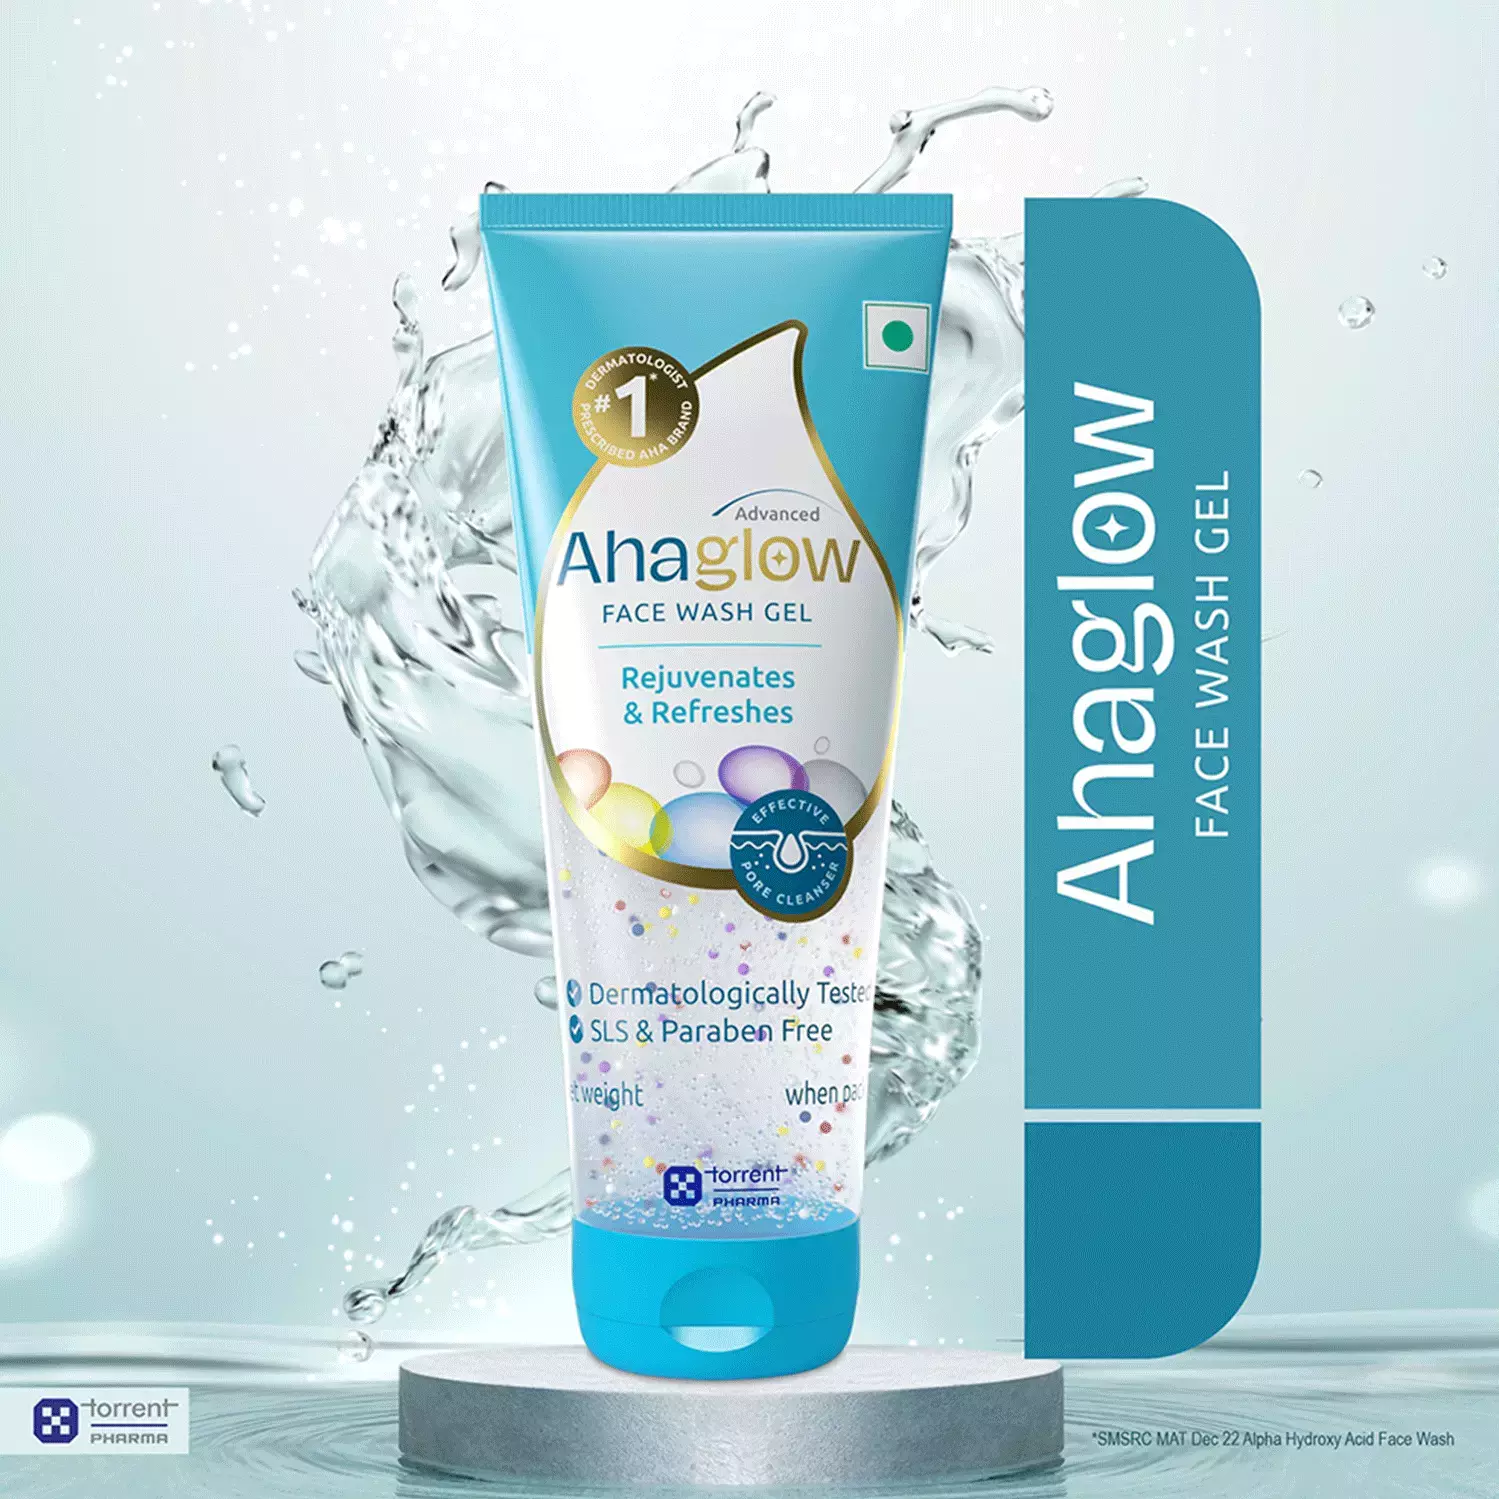 DERMATOLOGIST
#1*
PRESCRIBED AHA BRAND
Advanced
Ahaglow
FACE WASH GEL
Rejuvenates
& Refreshes
EFFECTIVE
PORE CLEANSER
Dermatologically Tested
SLS & Paraben Free
t weight when pac
torrent
PHARMA
Ahaglow
FACE WASH GEL
torrent
PHARMA
*SMSRC MAT Dec 22 Alpha Hydroxy Acid Face Wash